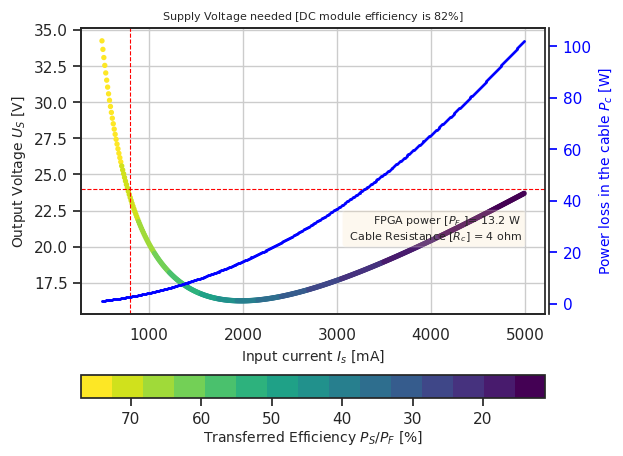 Supply Voltage needed [DC module efficiency is 82%]
35.0
32.5
30.0
27.5
25.0
22.5
20.0
17.5
Output Voltage U_S [V]
100
80
60
40
20
0
Power loss in the cable P_c [W]
FPGA power [P_F] = 13.2 W
Cable Resistance [R_c] = 4 ohm
1000 2000 3000 4000 5000
Input current I_s [mA]
70 60 50 40 30 20
Transferred Efficiency P_S/P_F [%]